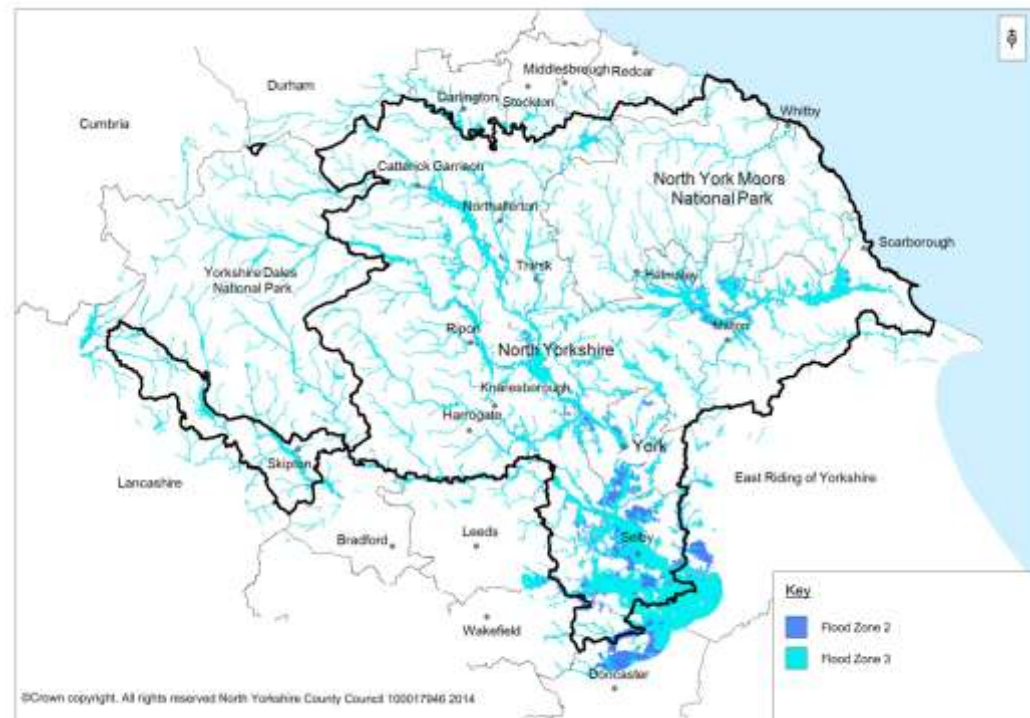 Middlesbrough
Redcar
Durham
Darlington
Stockton
Cumbria
Whitby
Catterick Garrison
North York Moors
National Park
Northallerton
Scarborough
Thirsk
Helmsley
Yorkshire Dales
National Park
Malton
Ripon
North Yorkshire
Knaresborough
Harrogate
York
Skipton
East Riding of Yorkshire
Lancashire
Bradford
Leeds
Selby
Key
Flood Zone 2
Wakefield
Flood Zone 3
Doncaster
©Crown copyright. All rights reserved North Yorkshire County Council 100017946 2014